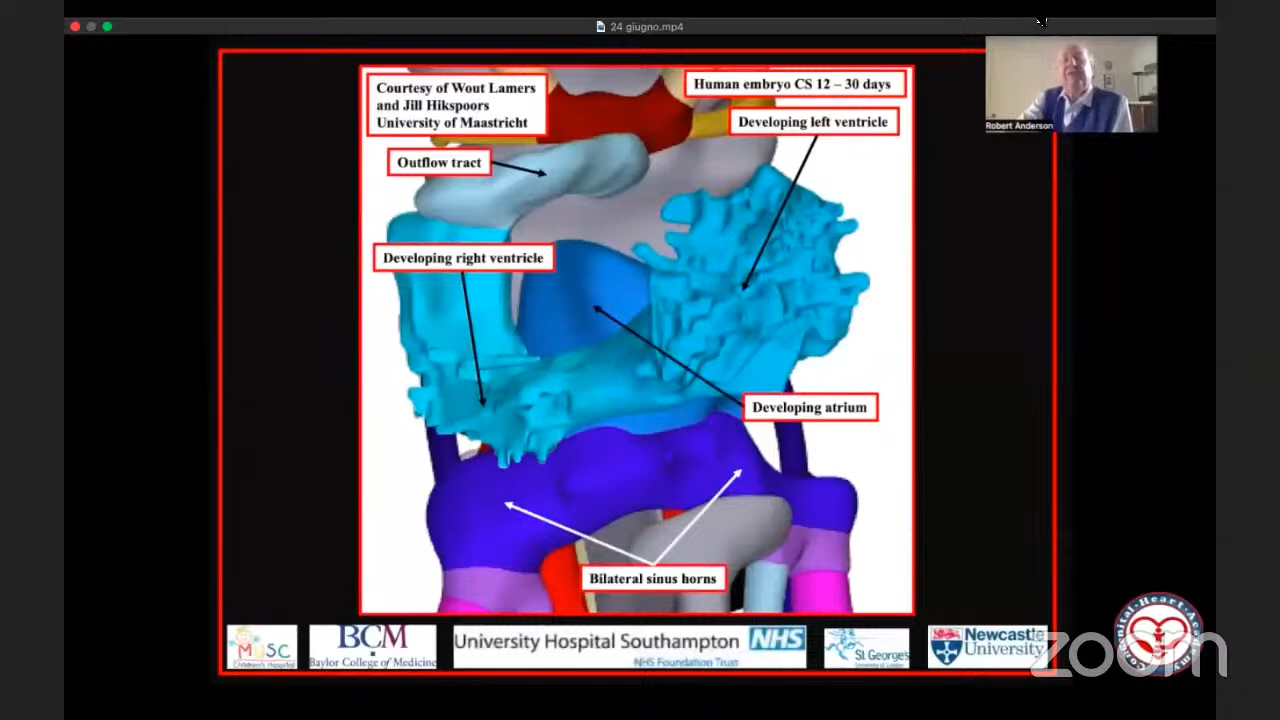 24 giugno.mp4
Courtesy of Wout Lamers
and Jill Hikspoors
University of Maastricht
Human embryo CS 12 – 30 days
Developing left ventricle
Robert Anderson
Outflow tract
Developing right ventricle
Developing atrium
Bilateral sinus horns
MUSC
Children's Hospital
BCM
Baylor College of Medicine
University Hospital Southampton
NHS
NHS Foundation Trust
St George's
University of London
Newcastle
University
Congenital·Heart·Academy
zoom